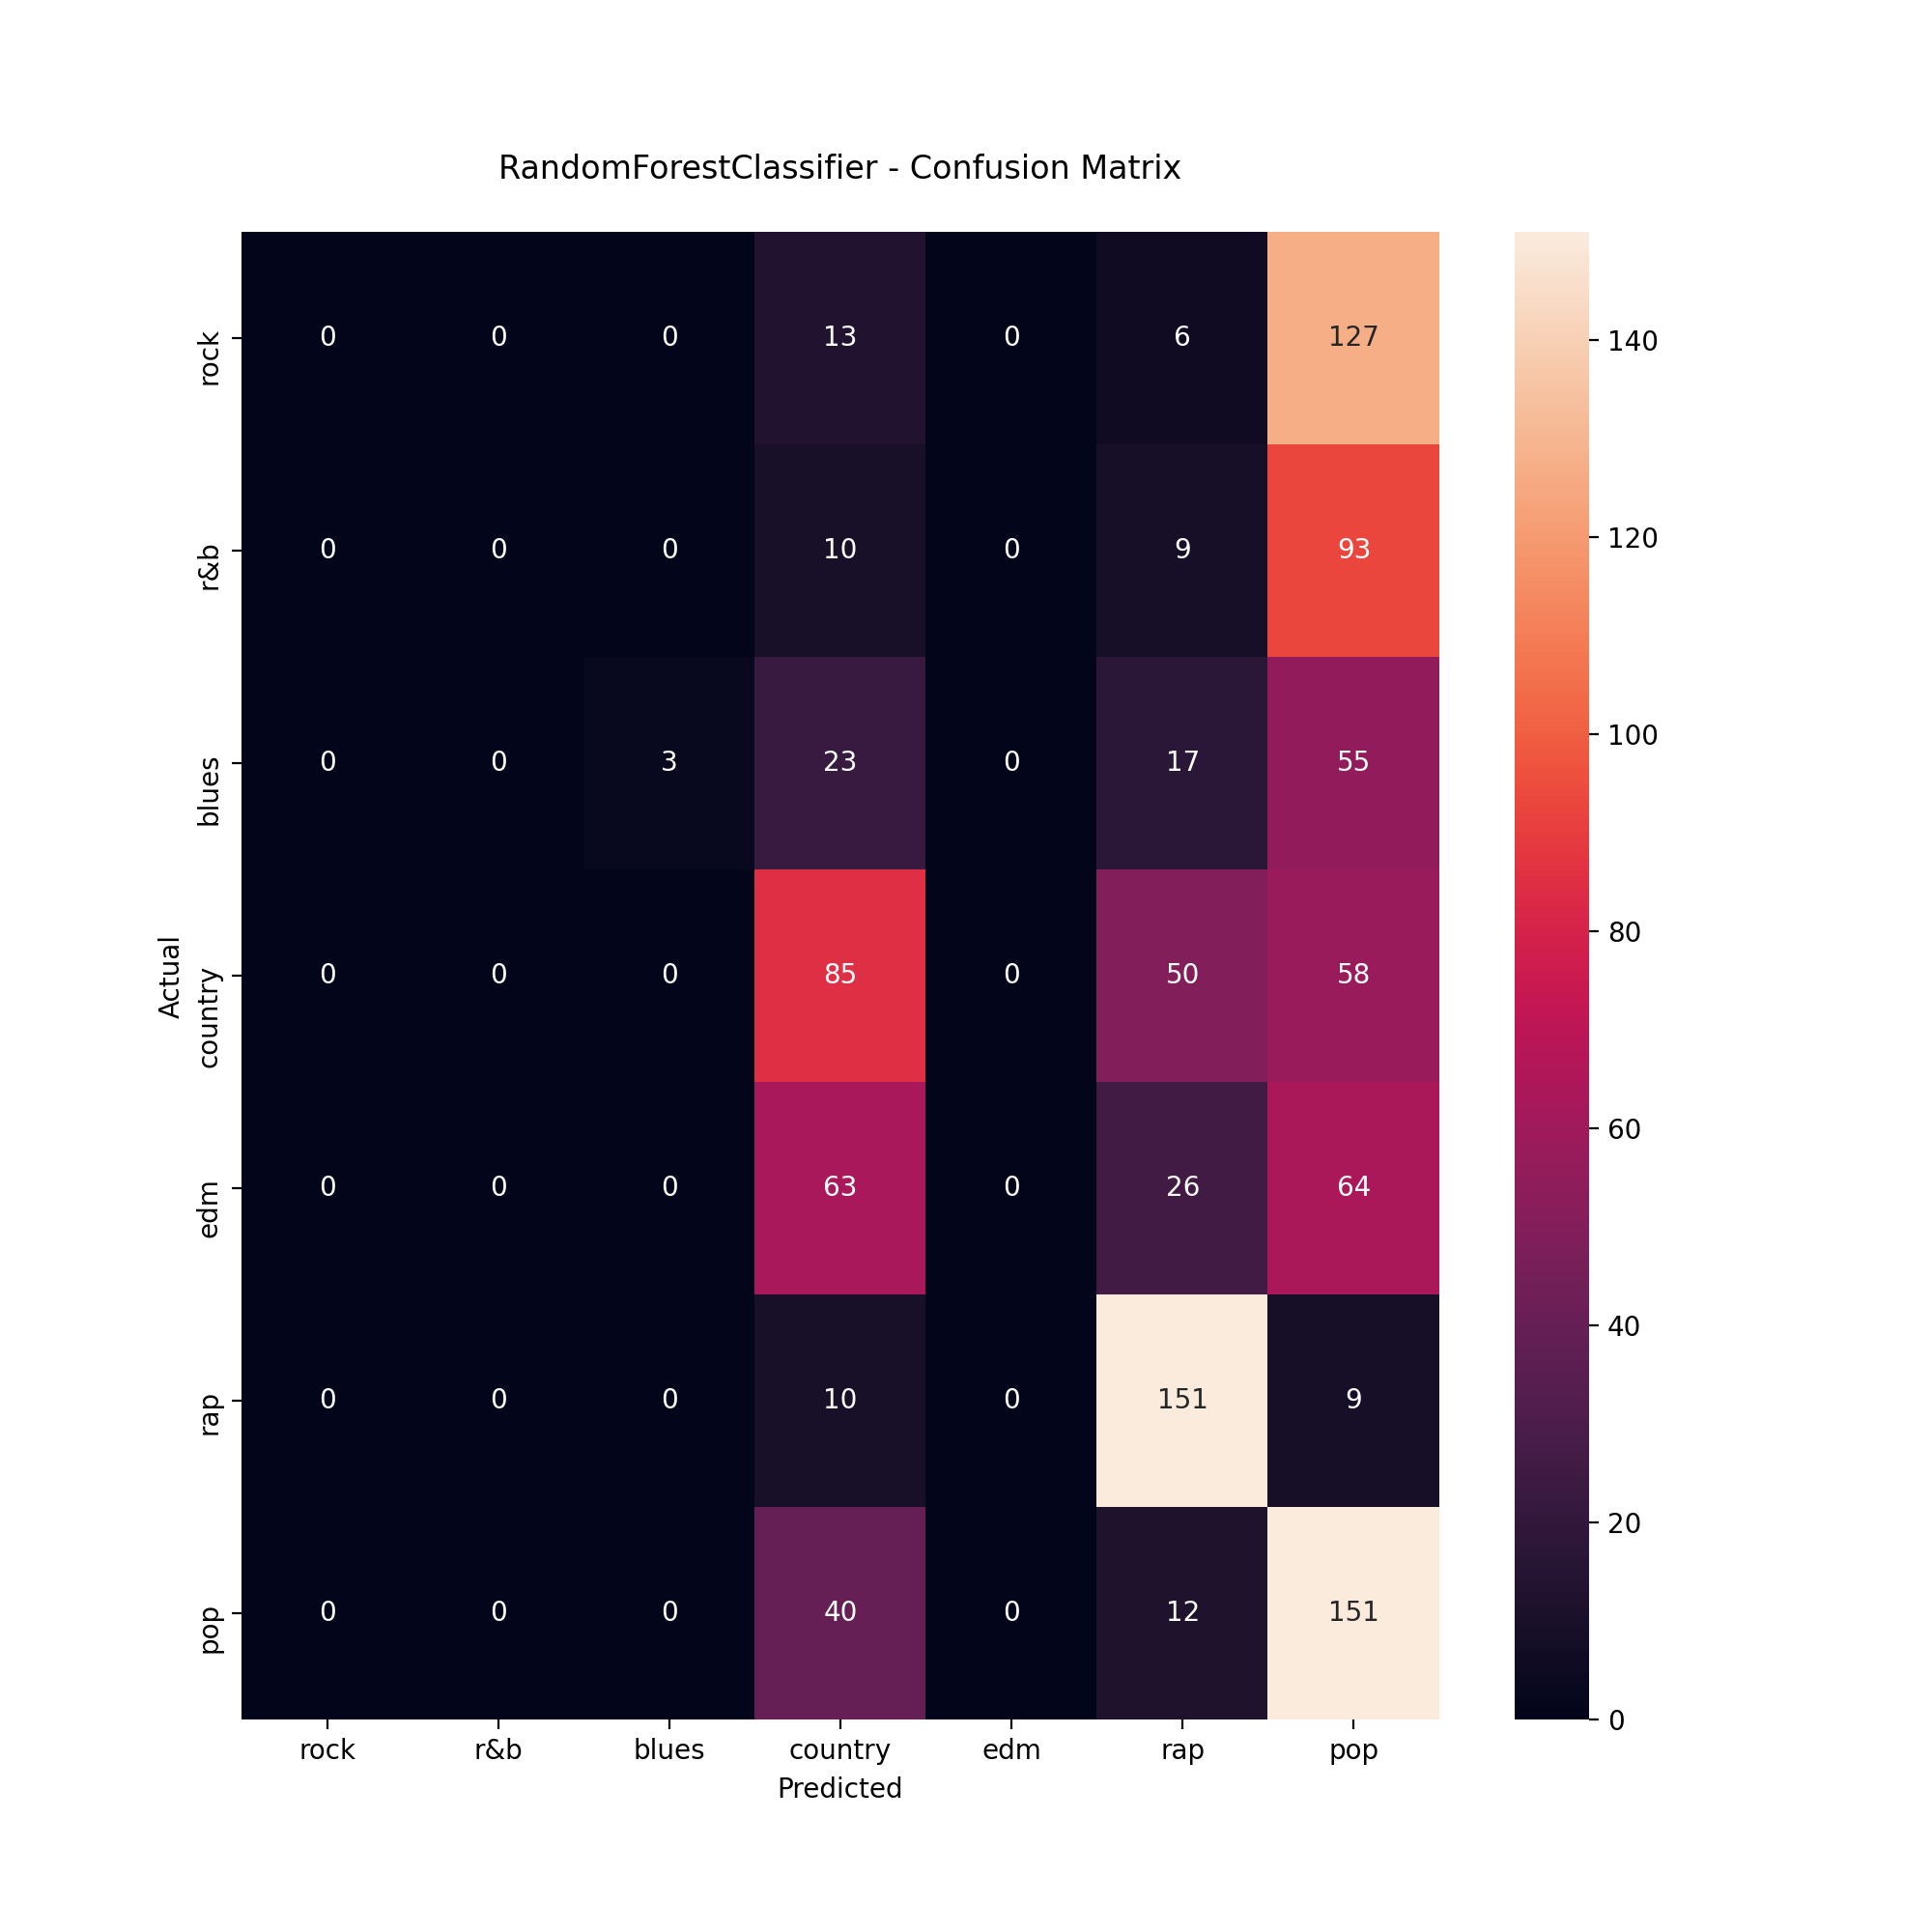 RandomForestClassifier - Confusion Matrix
rock 0 0 0 13 0 6 127
r&b 0 0 0 10 0 9 93
blues 0 0 3 23 0 17 55
country 0 0 0 85 0 50 58
edm 0 0 0 63 0 26 64
rap 0 0 0 10 0 151 9
pop 0 0 0 40 0 12 151
Actual
rock r&b blues country edm rap pop
Predicted
140
120
100
80
60
40
20
0